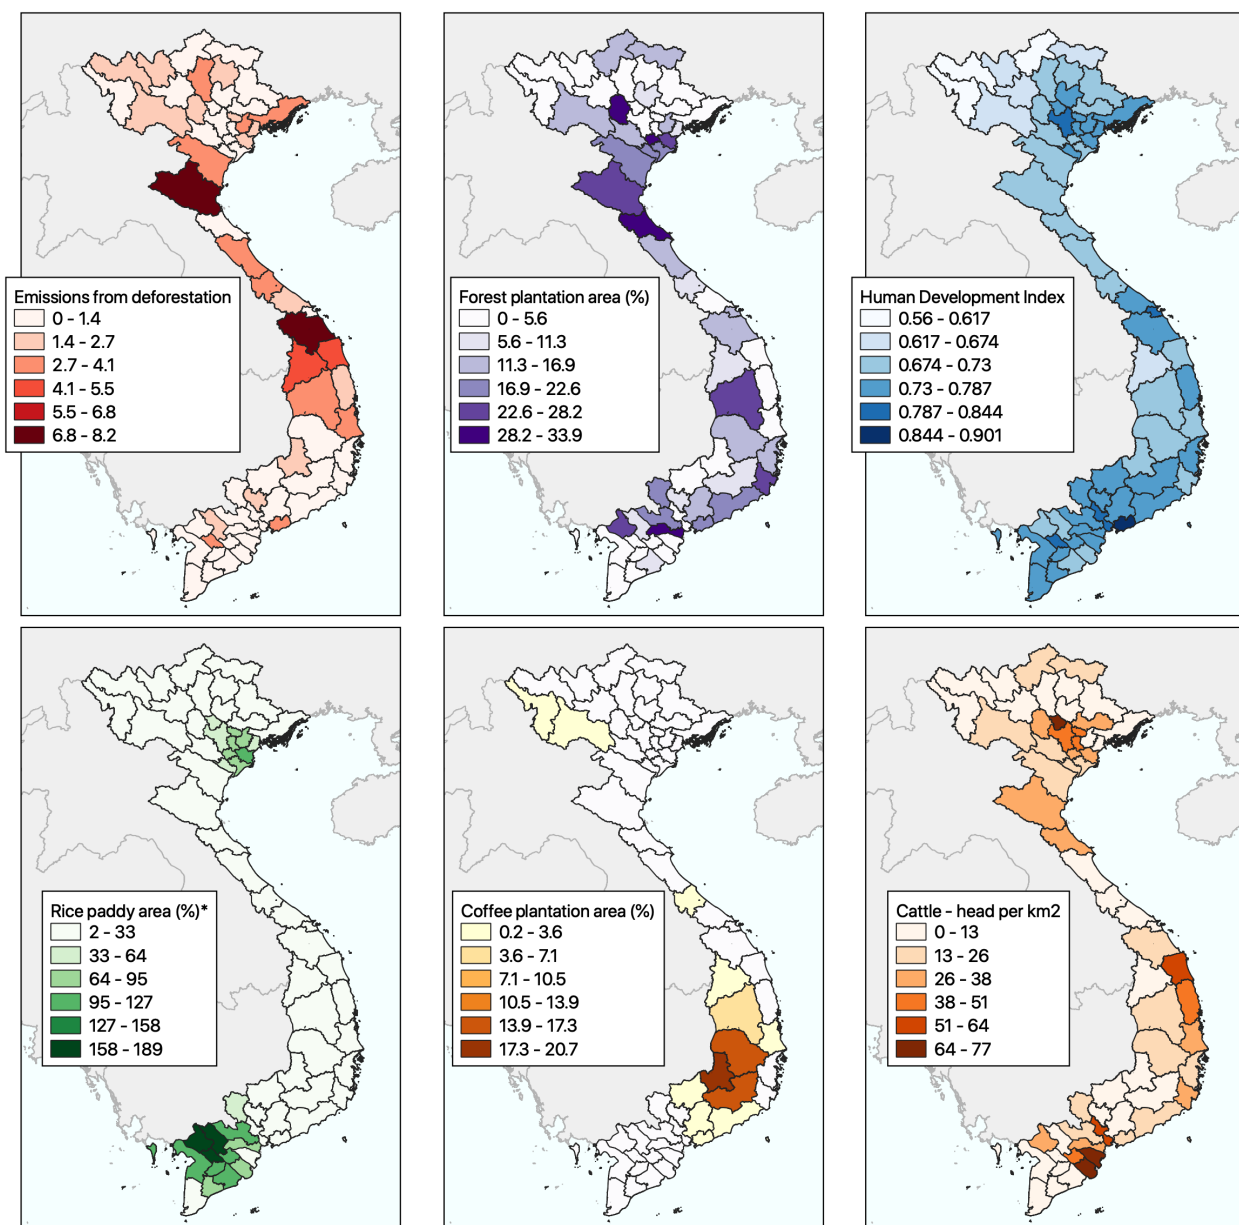 Emissions from deforestation
0 - 1.4
1.4 - 2.7
2.7 - 4.1
4.1 - 5.5
5.5 - 6.8
6.8 - 8.2
Forest plantation area (%)
0 - 5.6
5.6 - 11.3
11.3 - 16.9
16.9 - 22.6
22.6 - 28.2
28.2 - 33.9
Human Development Index
0.56 - 0.617
0.617 - 0.674
0.674 - 0.73
0.73 - 0.787
0.787 - 0.844
0.844 - 0.901
Rice paddy area (%)*
2 - 33
33 - 64
64 - 95
95 - 127
127 - 158
158 - 189
Coffee plantation area (%)
0.2 - 3.6
3.6 - 7.1
7.1 - 10.5
10.5 - 13.9
13.9 - 17.3
17.3 - 20.7
Cattle - head per km2
0 - 13
13 - 26
26 - 38
38 - 51
51 - 64
64 - 77